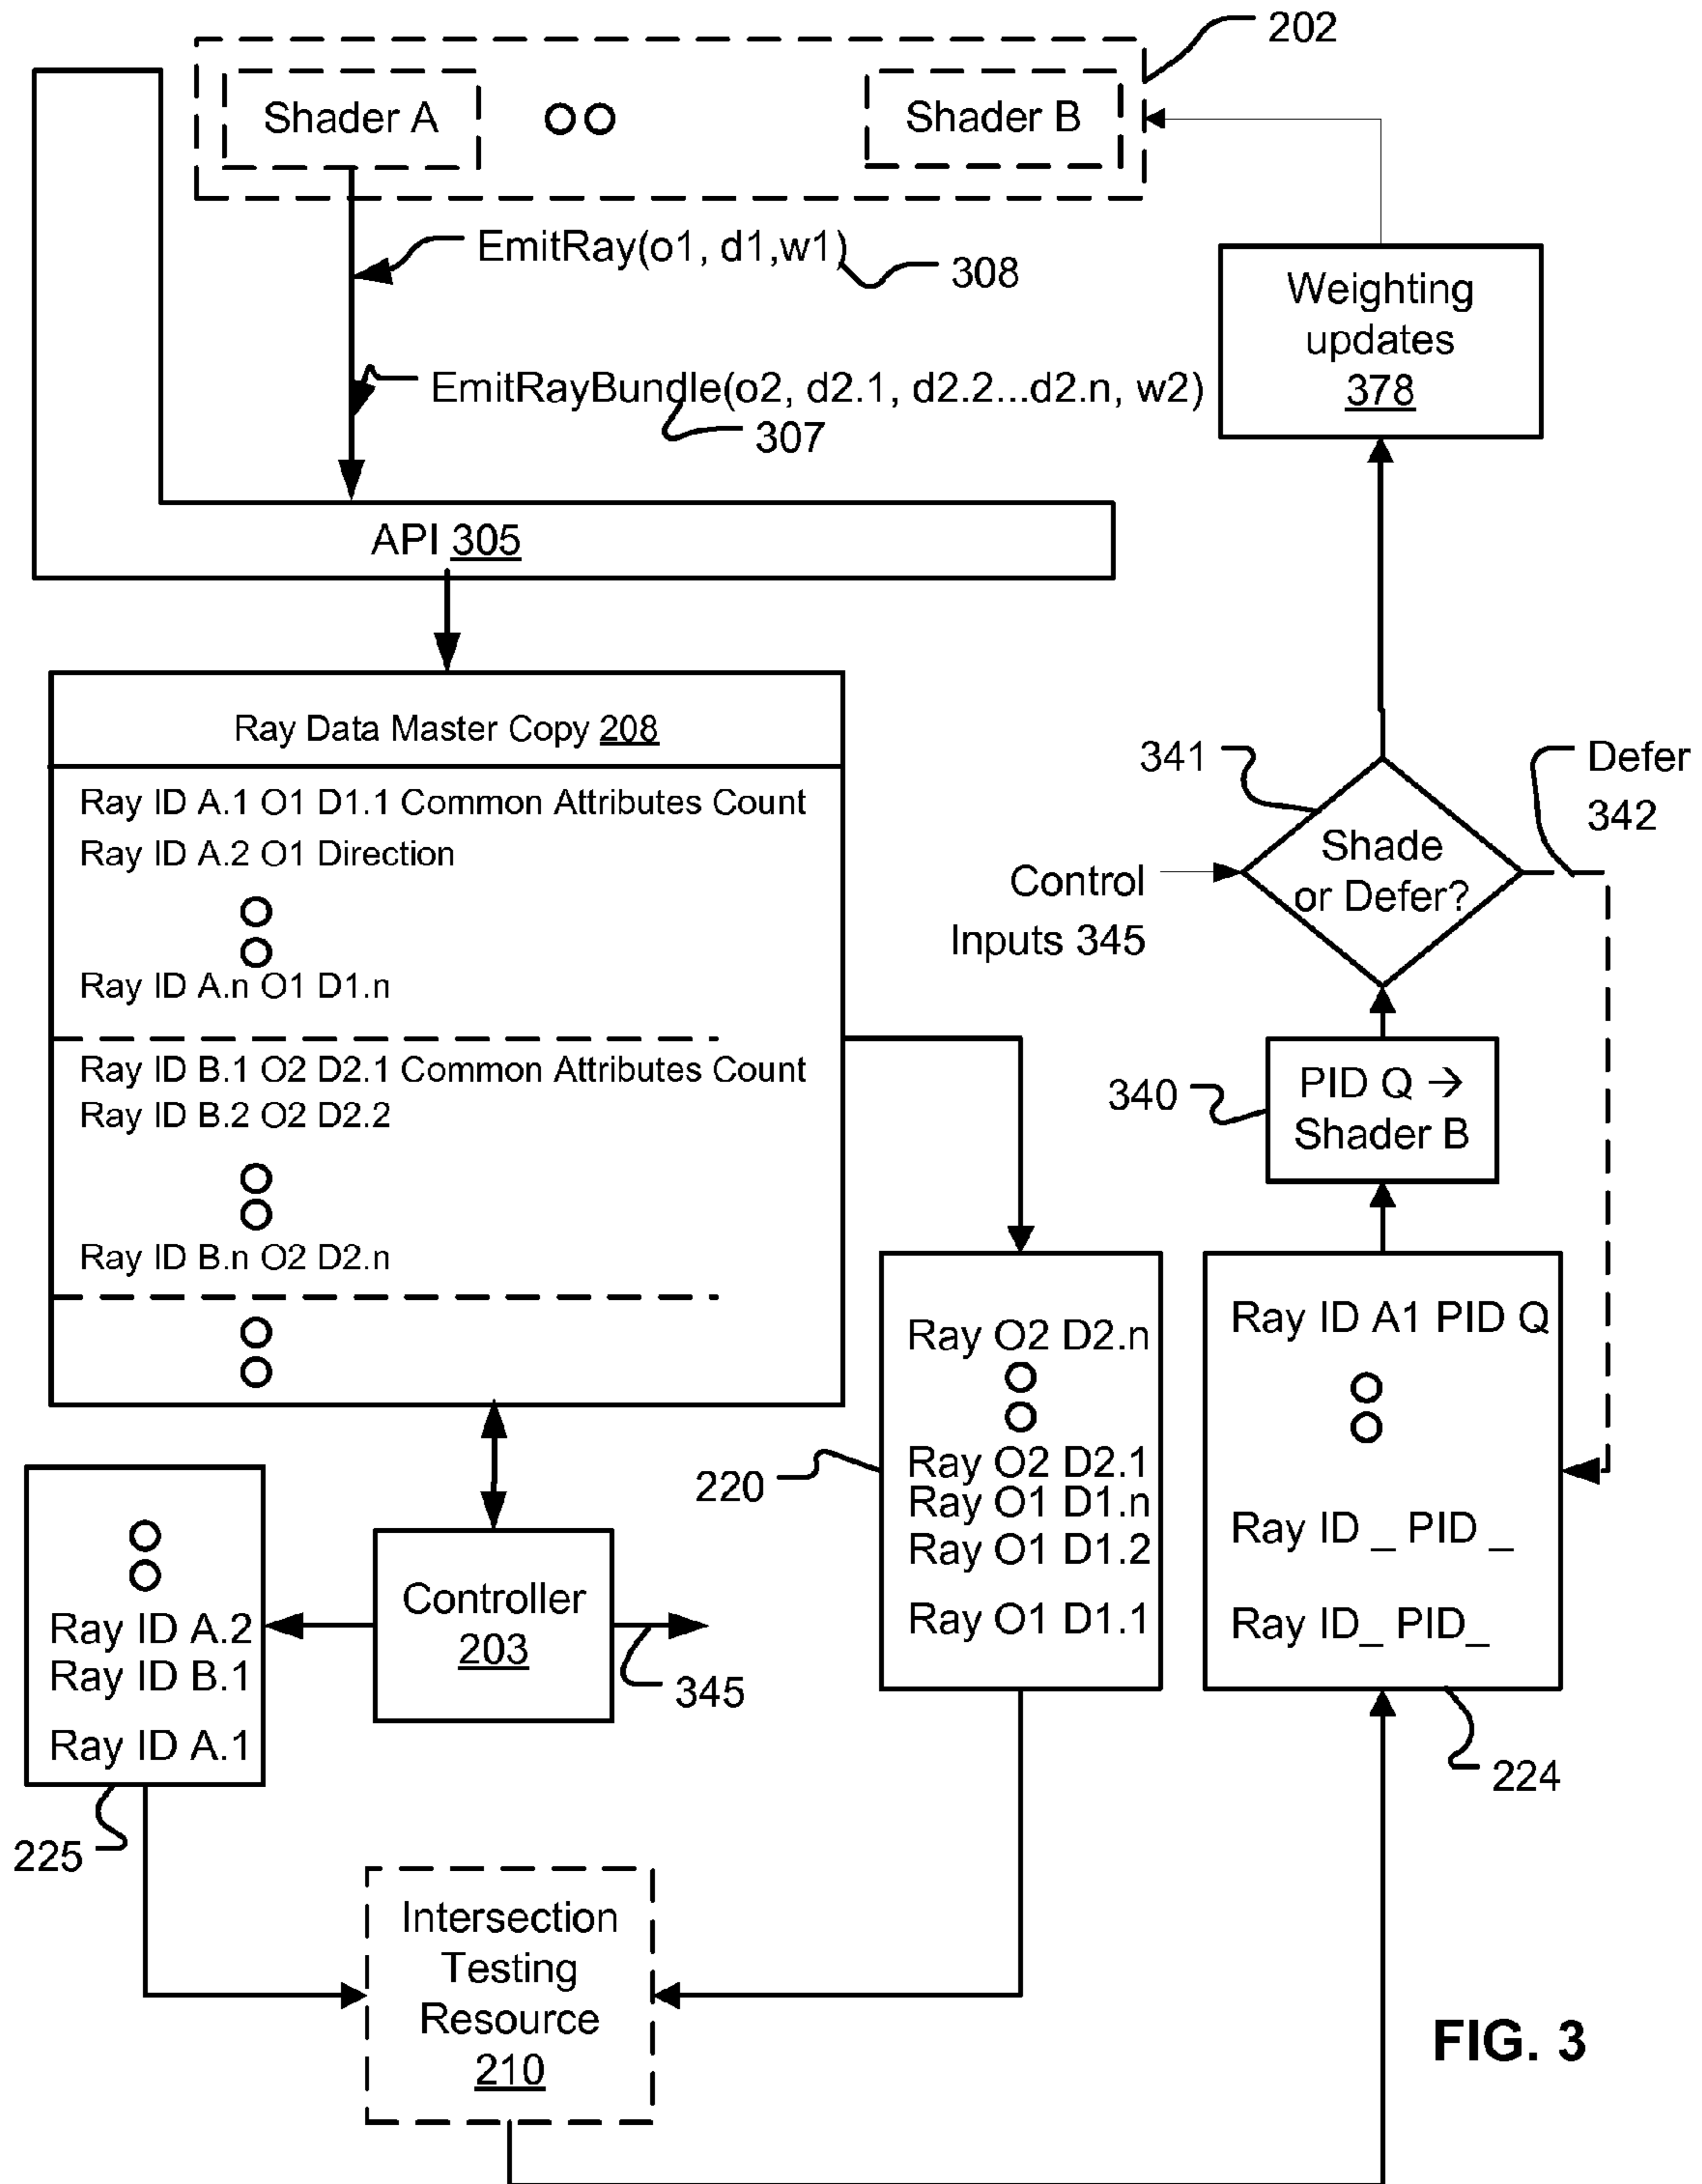 202
Shader A
Shader B
EmitRay(o1, d1,w1)
308
EmitRayBundle(o2, d2.1, d2.2...d2.n, w2)
307
API 305
Weighting
updates
378
Ray Data Master Copy 208
Ray ID A.1 O1 D1.1 Common Attributes Count
Ray ID A.2 O1 Direction
Ray ID A.n O1 D1.n
Ray ID B.1 O2 D2.1 Common Attributes Count
Ray ID B.2 O2 D2.2
Ray ID B.n O2 D2.n
341
Defer
342
Shade
or Defer?
Control
Inputs 345
340
PID Q →
Shader B
Ray O2 D2.n
Ray O2 D2.1
Ray O1 D1.n
Ray O1 D1.2
Ray O1 D1.1
220
Ray ID A1 PID Q
Ray ID _ PID _
Ray ID_ PID_
224
Ray ID A.2
Ray ID B.1
Ray ID A.1
225
Controller
203
345
Intersection
Testing
Resource
210
FIG. 3